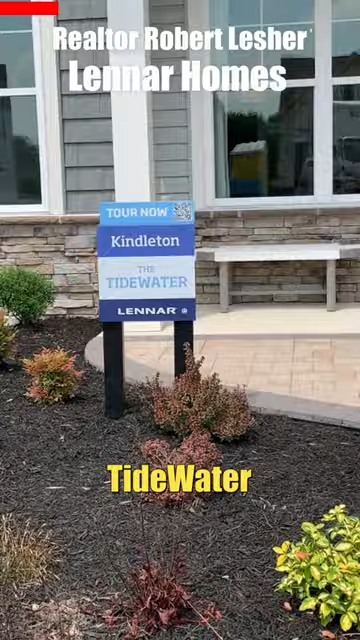 Realtor Robert Lesher
Lennar Homes
TOUR NOW
Kindleton
THE
TIDEWATER
LENNAR
TideWater